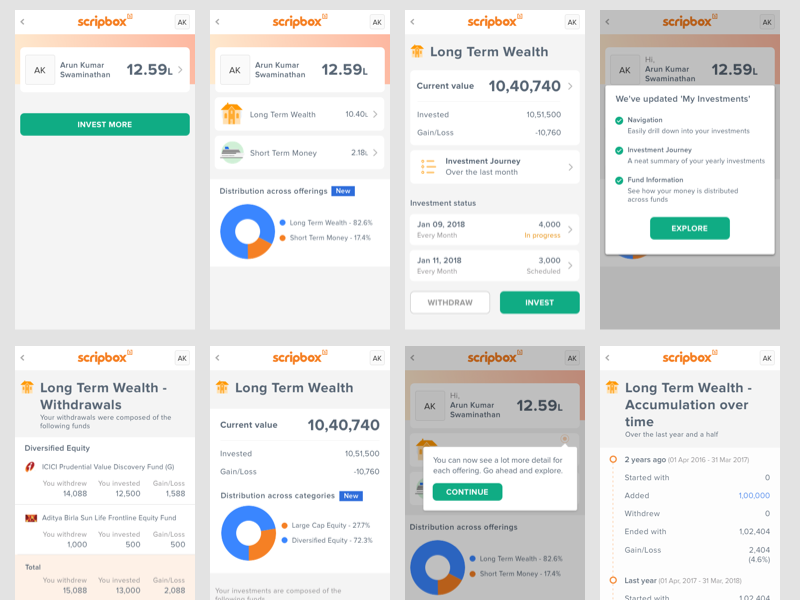 scripbox
AK
AK
Arun Kumar
Swaminathan
12.59L
INVEST MORE
scripbox
AK
AK
Arun Kumar
Swaminathan
12.59L
Long Term Wealth
10.40L
Short Term Money
2.18L
Distribution across offerings New
Long Term Wealth - 82.6%
Short Term Money - 17.4%
scripbox
AK
Long Term Wealth
Current value 10,40,740
Invested 10,51,500
Gain/Loss -10,760
Investment Journey
Over the last month
Investment status
Jan 09, 2018 4,000
Every Month In progress
Jan 11, 2018 3,000
Every Month Scheduled
WITHDRAW INVEST
scripbox
AK
AK
Hi,
Arun Kumar
Swaminathan
12.59L
We've updated 'My Investments'
Navigation
Easily drill down into your investments
Investment Journey
A neat summary of your yearly investments
Fund Information
See how your money is distributed
across funds
EXPLORE
scripbox
AK
Long Term Wealth -
Withdrawals
Your withdrawals were composed of the
following funds
Diversified Equity
ICICI Prudential Value Discovery Fund (G)
You withdrew You invested Gain/Loss
14,088 12,500 1,588
Aditya Birla Sun Life Frontline Equity Fund
You withdrew You invested Gain/Loss
1,000 500 500
Total
You withdrew You invested Gain/Loss
15,088 13,000 2,088
scripbox
AK
Long Term Wealth
Current value 10,40,740
Invested 10,51,500
Gain/Loss -10,760
Distribution across categories New
Large Cap Equity - 27.7%
Diversified Equity - 72.3%
Your investments are composed of the
following funds
scripbox
AK
AK
Hi,
Arun Kumar
Swaminathan
12.59L
You can now see a lot more detail for
each offering. Go ahead and explore.
CONTINUE
Distribution across offerings
Long Term Wealth - 82.6%
Short Term Money - 17.4%
scripbox
AK
Long Term Wealth -
Accumulation over
time
Over the last year and a half
2 years ago (01 Apr 2016 - 31 Mar 2017)
Started with 0
Added 1,00,000
Withdrew 0
Ended with 1,02,404
Gain/Loss 2,404
(4.6%)
Last year (01 Apr, 2017 - 31 Mar, 2018)
Started with 1,02,404